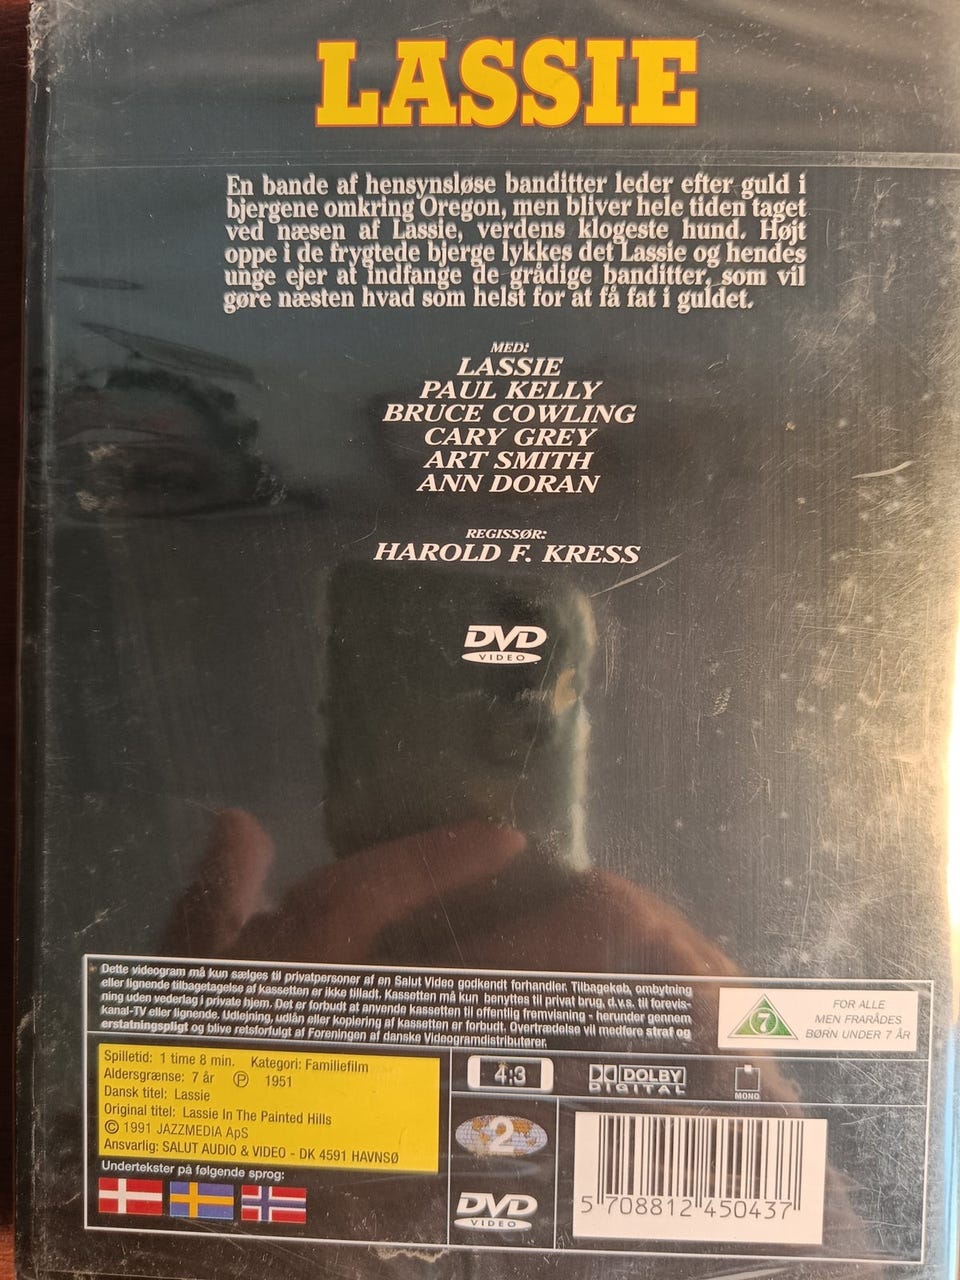 LASSIE
En bande af hensynsløse banditter leder efter guld i
bjergene omkring Oregon, men bliver hele tiden taget
ved næsen af Lassie, verdens klogeste hund. Højt
oppe i de frygtede bjerge lykkes det Lassie og hendes
unge ejer at indfange de grådige banditter, som vil
gøre næsten hvad som helst for at få fat i guldet.
MED:
LASSIE
PAUL KELLY
BRUCE COWLING
CARY GREY
ART SMITH
ANN DORAN
REGISSØR:
HAROLD F. KRESS
DVD
VIDEO
Dette videogram må kun sælges til privatpersoner af en Salut Video godkendt forhandler. Tilbagekøb, ombytning
eller lignende tilbagetagelse af kassetten er ikke tilladt. Kassetten må kun benyttes til privat brug, d.v.s. til forevis-
ning uden vederlag i private hjem. Det er forbudt at anvende kassetten til offentlig fremvisning - herunder gennem
kanal-TV eller lignende. Udlejning, udlån eller kopiering af kassetten er forbudt. Overtrædelse vil medføre straf og
erstatningspligt og blive retsforfulgt af Foreningen af danske Videogramdistributører.
7
FOR ALLE
MEN FRARÅDES
BØRN UNDER 7 ÅR
Spilletid: 1 time 8 min. Kategori: Familiefilm
Aldersgrænse: 7 år Ⓟ 1951
Dansk titel: Lassie
Original titel: Lassie In The Painted Hills
© 1991 JAZZMEDIA ApS
Ansvarlig: SALUT AUDIO & VIDEO - DK 4591 HAVNSØ
Undertekster på følgende sprog:
4:3
DOLBY
DIGITAL
MONO
2
DVD
VIDEO
5 708812 450437